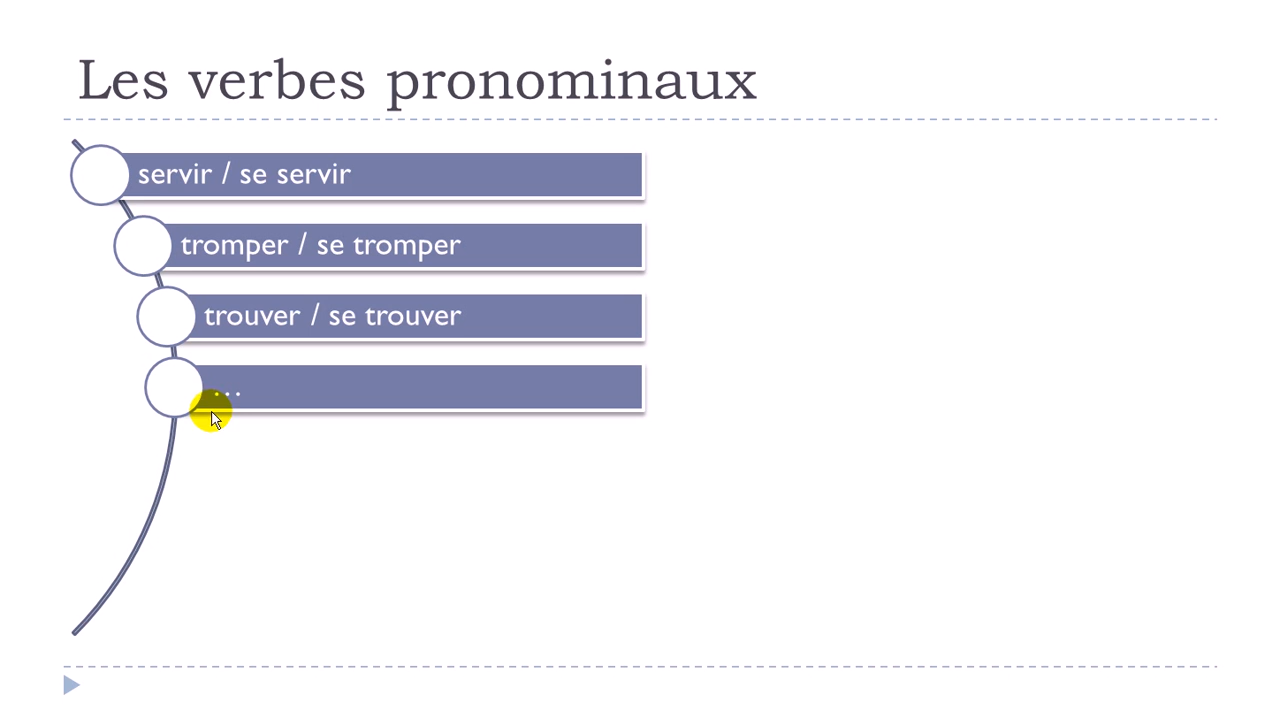 Les verbes pronominaux
servir / se servir
tromper / se tromper
trouver / se trouver
...